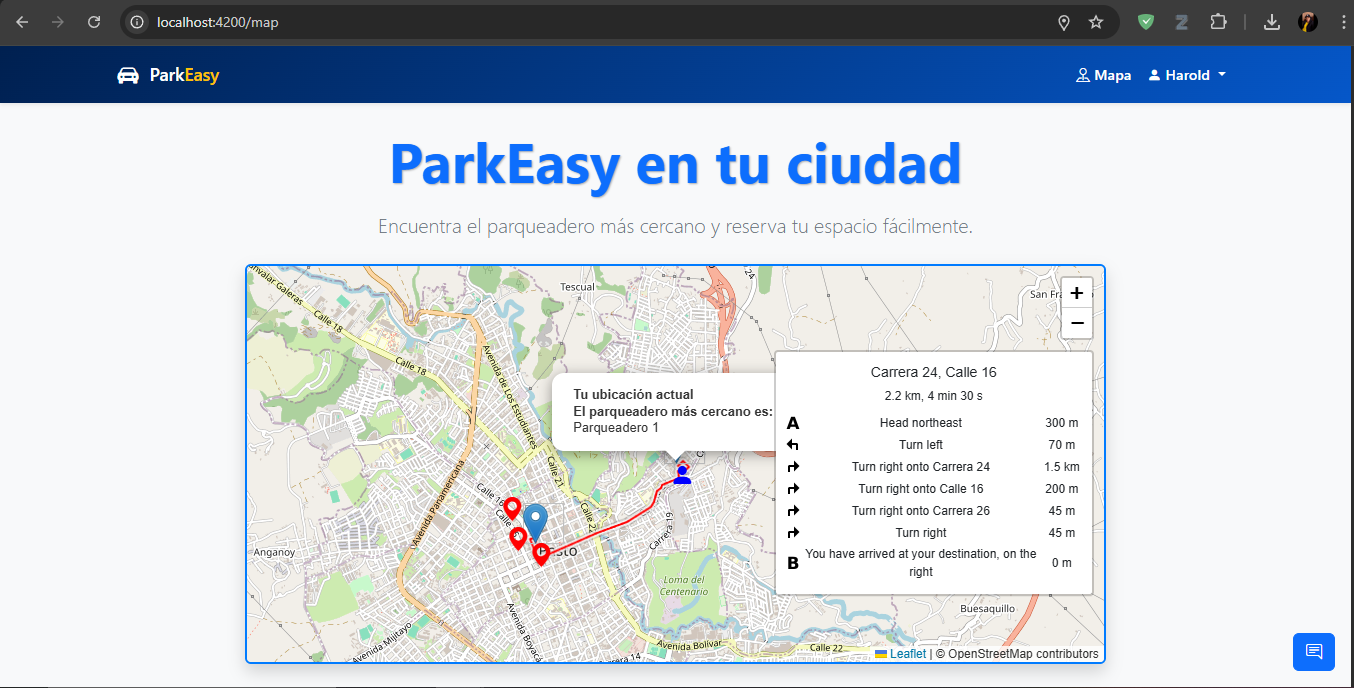 localhost:4200/map
ParkEasy
Mapa
Harold
ParkEasy en tu ciudad
Encuentra el parqueadero más cercano y reserva tu espacio fácilmente.
Calle 18
Calle 18
Tescual
24
San Fra
+
−
Avenida de Los Estudiantes
Tu ubicación actual
El parqueadero más cercano es:
Parqueadero 1
Carrera 24, Calle 16
2.2 km, 4 min 30 s
A Head northeast 300 m
Turn left 70 m
Turn right onto Carrera 24 1.5 km
Turn right onto Calle 16 200 m
Turn right onto Carrera 26 45 m
Turn right 45 m
B You have arrived at your destination, on the
right 0 m
Avenida Panamericana
Calle 21
Calle 16
Calle 22
Carrera 19
Anganoy
Loma del
Centenario
Buesaquillo
Avenida Mijitayo
Avenida Boyacá
Avenida Bolívar
Carrera 14
Calle 22
Leaflet | © OpenStreetMap contributors